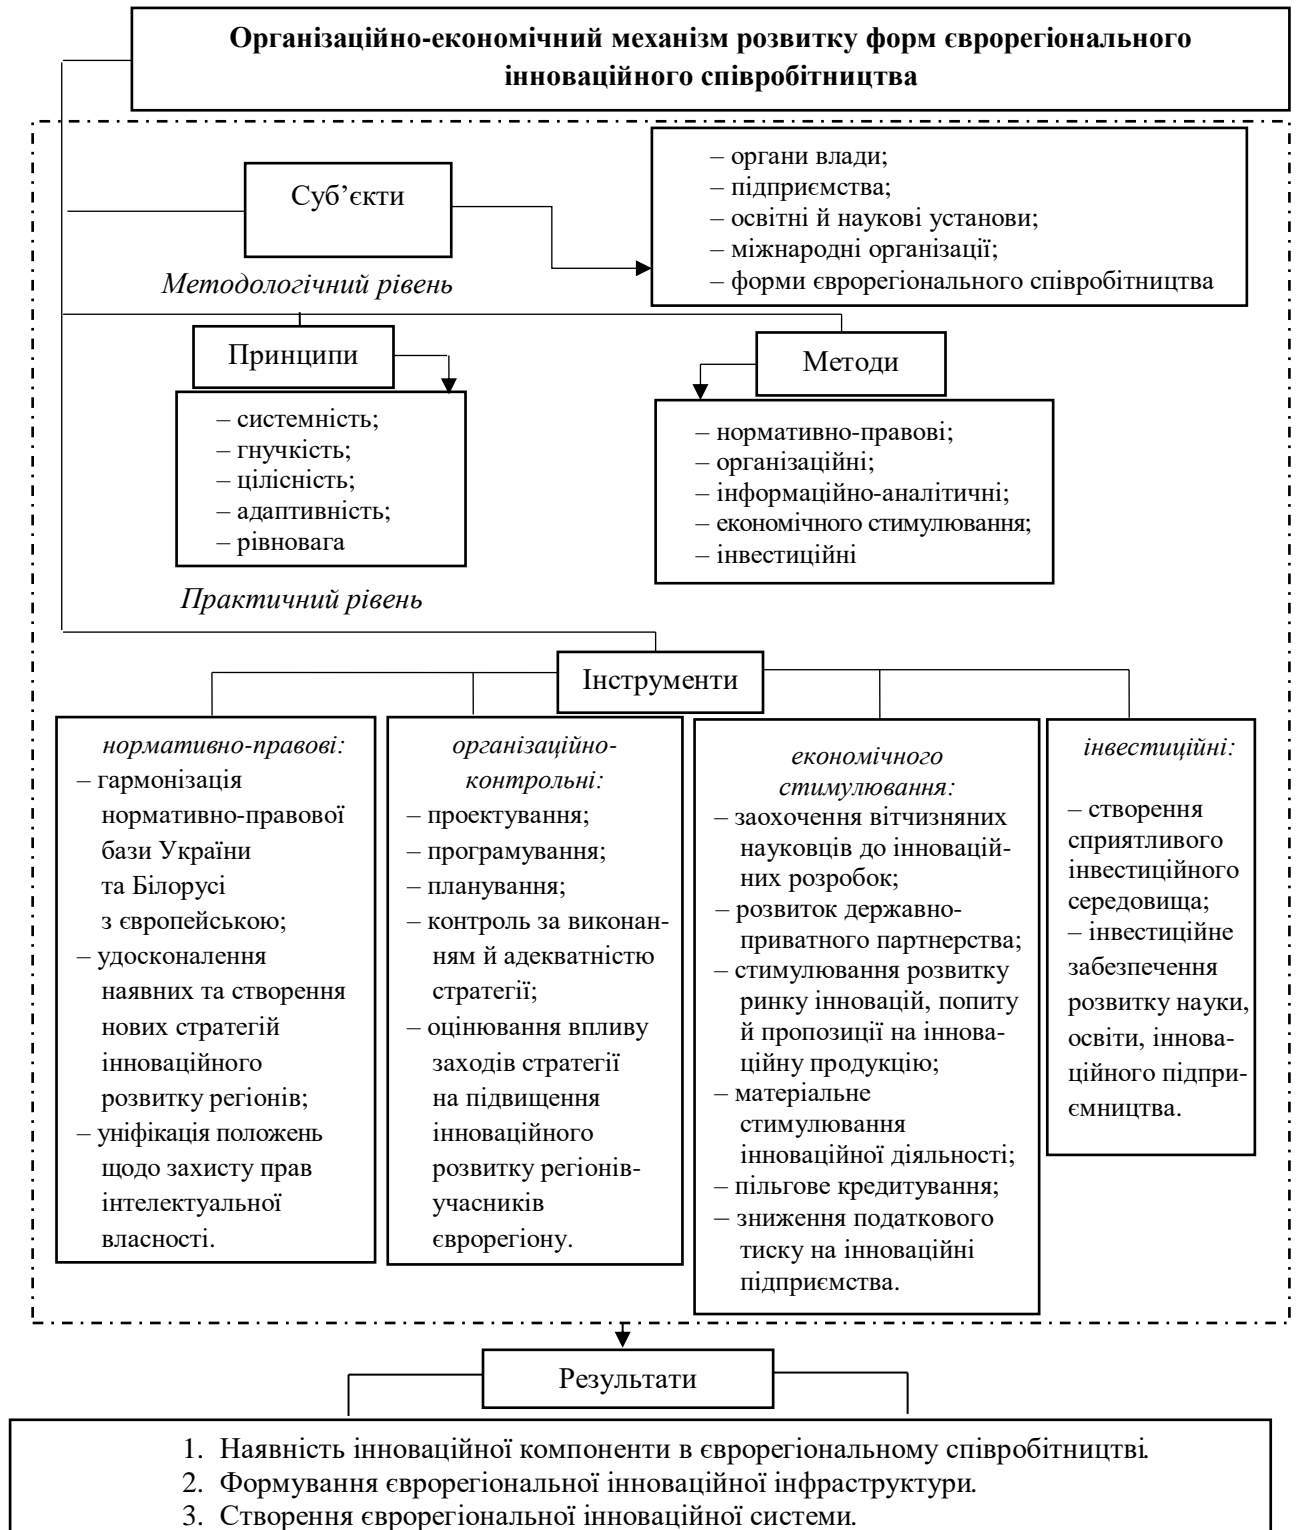 Організаційно-економічний механізм розвитку форм єврорегіонального
інноваційного співробітництва
Суб’єкти
– органи влади;
– підприємства;
– освітні й наукові установи;
– міжнародні організації;
– форми єврорегіонального співробітництва
Методологічний рівень
Принципи
– системність;
– гнучкість;
– цілісність;
– адаптивність;
– рівновага
Методи
– нормативно-правові;
– організаційні;
– інформаційно-аналітичні;
– економічного стимулювання;
– інвестиційні
Практичний рівень
Інструменти
нормативно-правові:
– гармонізація
нормативно-правової
бази України
та Білорусі
з європейською;
– удосконалення
наявних та створення
нових стратегій
інноваційного
розвитку регіонів;
– уніфікація положень
щодо захисту прав
інтелектуальної
власності.
організаційно-
контрольні:
– проектування;
– програмування;
– планування;
– контроль за виконан-
ням й адекватністю
стратегії;
– оцінювання впливу
заходів стратегії
на підвищення
інноваційного
розвитку регіонів-
учасників
єврорегіону.
економічного
стимулювання:
– заохочення вітчизняних
науковців до інновацій-
них розробок;
– розвиток державно-
приватного партнерства;
– стимулювання розвитку
ринку інновацій, попиту
й пропозиції на іннова-
ційну продукцію;
– матеріальне
стимулювання
інноваційної діяльності;
– пільгове кредитування;
– зниження податкового
тиску на інноваційні
підприємства.
інвестиційні:
– створення
сприятливого
інвестиційного
середовища;
– інвестиційне
забезпечення
розвитку науки,
освіти, іннова-
ційного підпри-
ємництва.
Результати
1. Наявність інноваційної компоненти в єврорегіональному співробітництві.
2. Формування єврорегіональної інноваційної інфраструктури.
3. Створення єврорегіональної інноваційної системи.